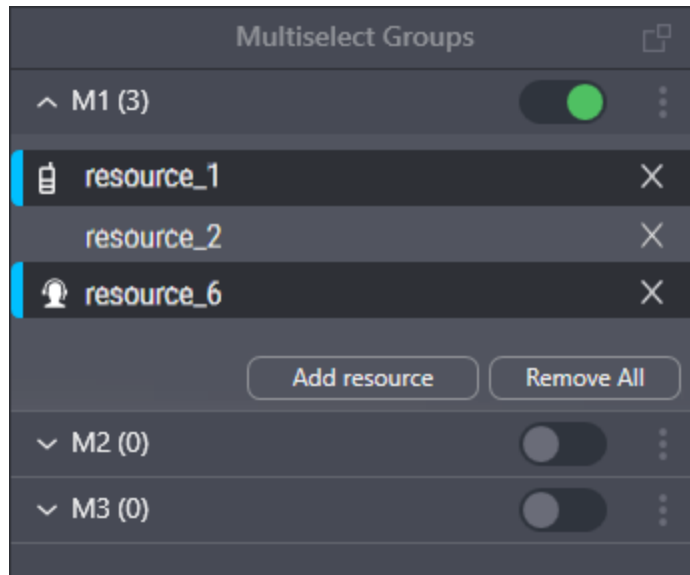 Multiselect Groups
M1 (3)
resource_1
resource_2
resource_6
Add resource Remove All
M2 (0)
M3 (0)